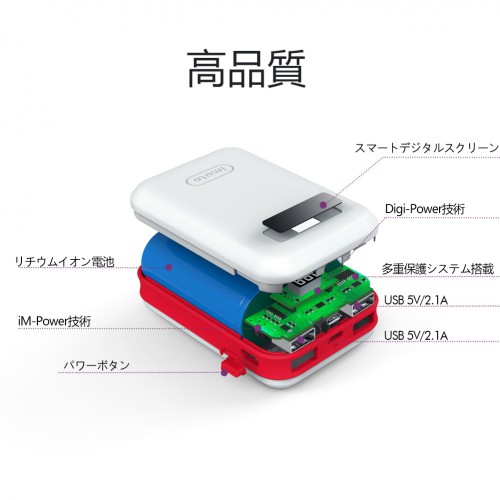 高品質
スマートデジタルスクリーン
imuto
Digi-Power技術
リチウムイオン電池
多重保護システム搭載
100
USB 5V/2.1A
iM-Power技術
USB 5V/2.1A
パワーボタン